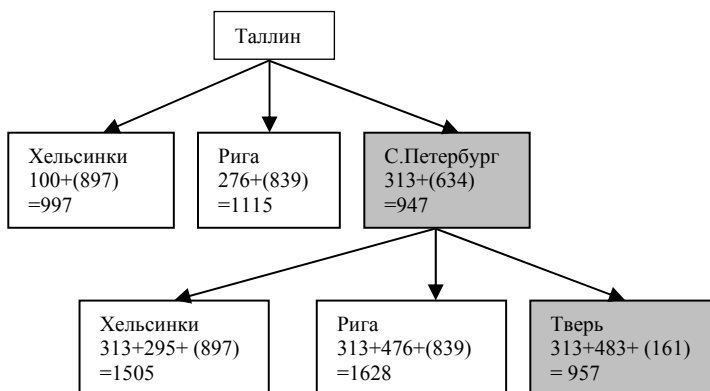 Таллин
Хельсинки
100+(897)
=997
Рига
276+(839)
=1115
С.Петербург
313+(634)
=947
Хельсинки
313+295+ (897)
=1505
Рига
313+476+(839)
=1628
Тверь
313+483+ (161)
= 957